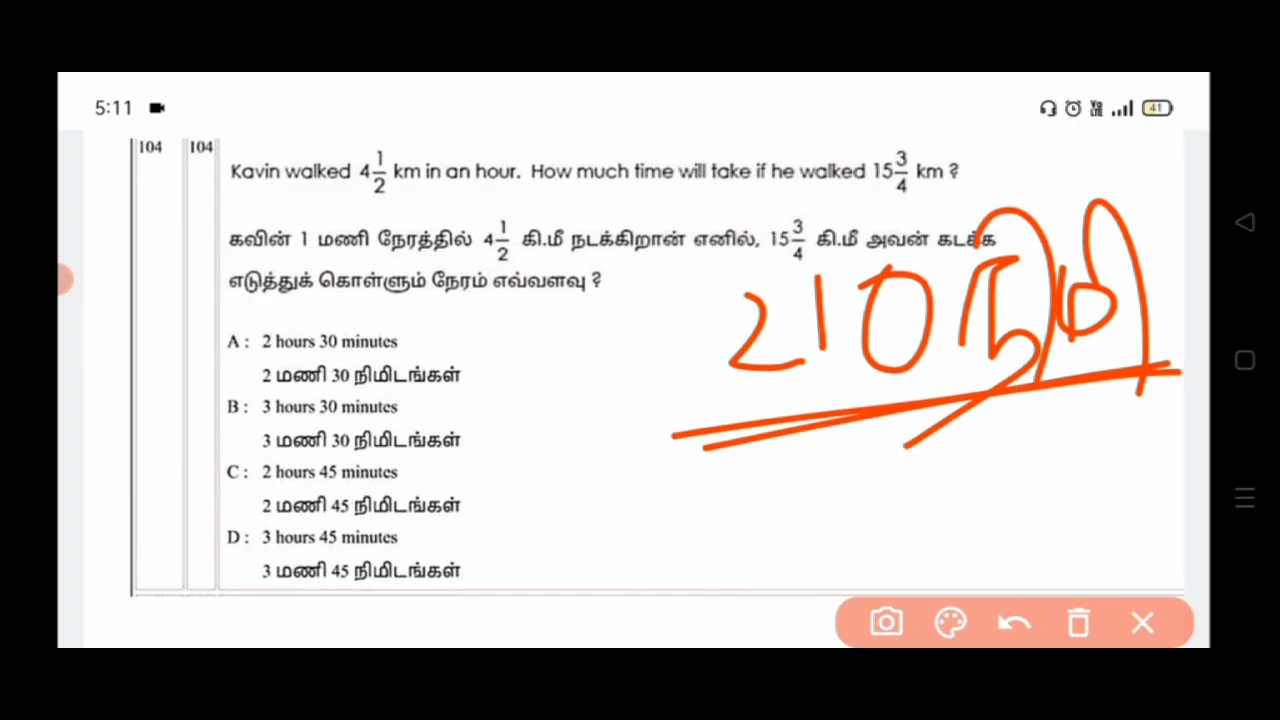 5:11
41
104 104
Kavin walked 4 1/2 km in an hour. How much time will take if he walked 15 3/4 km ?
கவின் 1 மணி நேரத்தில் 4 1/2 கி.மீ நடக்கிறான் எனில், 15 3/4 கி.மீ அவன் கடக்க
எடுத்துக் கொள்ளும் நேரம் எவ்வளவு ?
210 நிமி
A : 2 hours 30 minutes
2 மணி 30 நிமிடங்கள்
B : 3 hours 30 minutes
3 மணி 30 நிமிடங்கள்
C : 2 hours 45 minutes
2 மணி 45 நிமிடங்கள்
D : 3 hours 45 minutes
3 மணி 45 நிமிடங்கள்